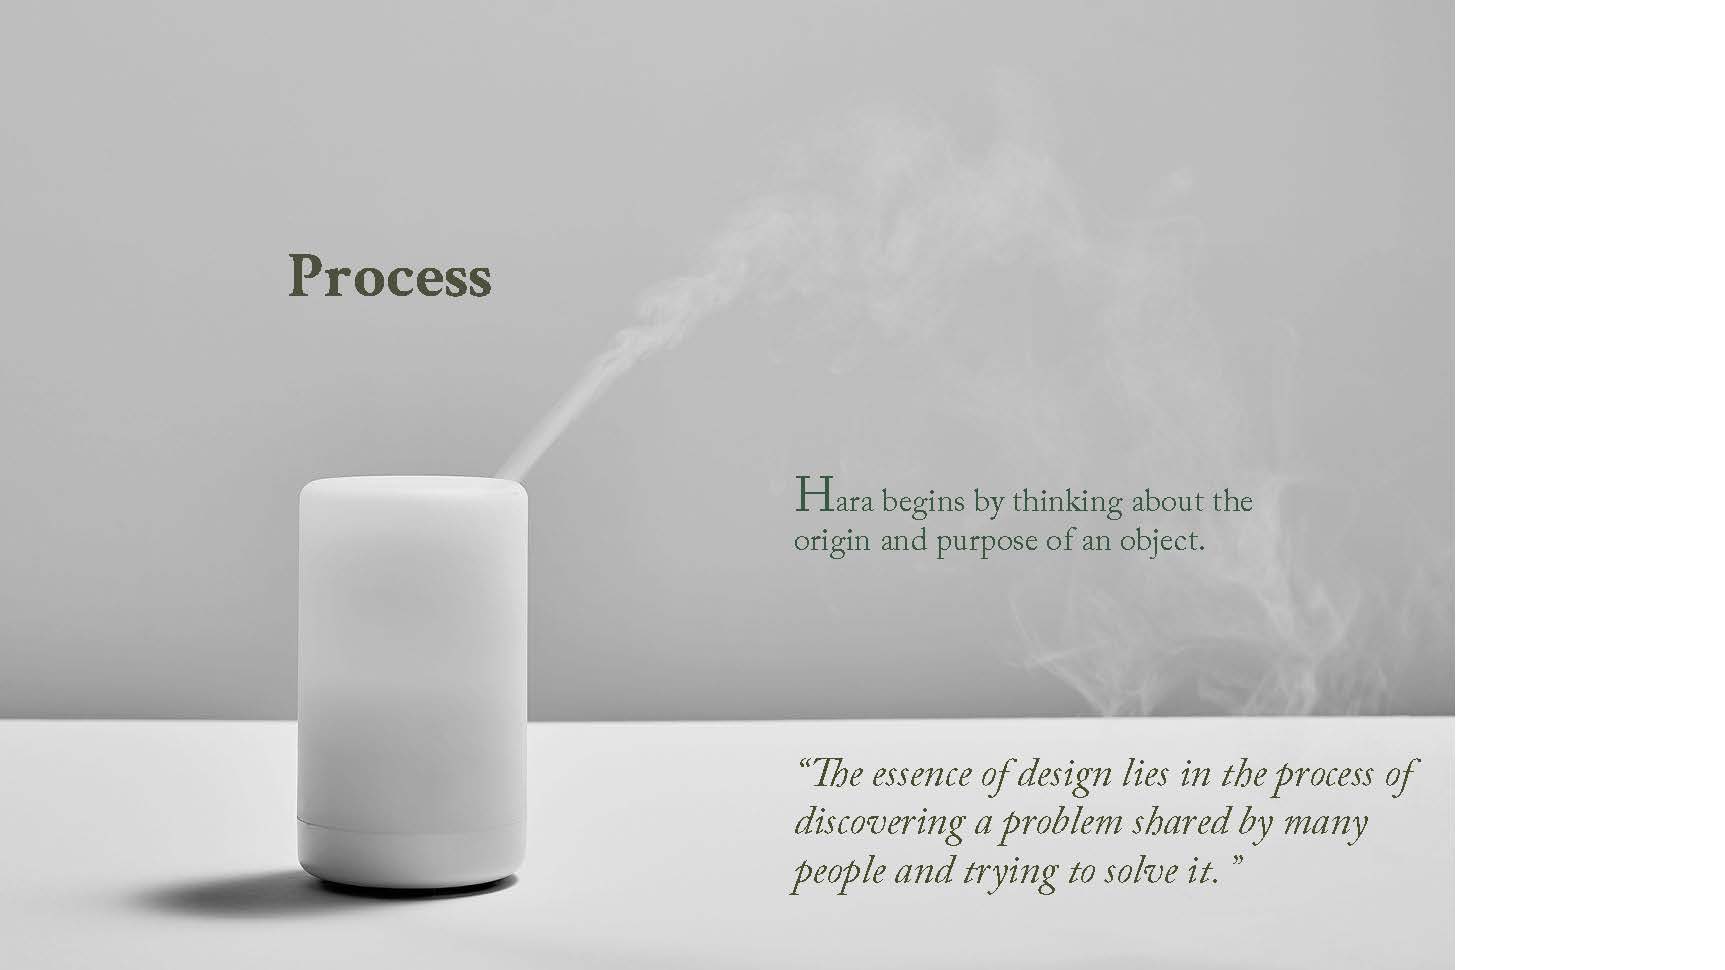 Process
Hara begins by thinking about the
origin and purpose of an object.
“The essence of design lies in the process of
discovering a problem shared by many
people and trying to solve it. ”